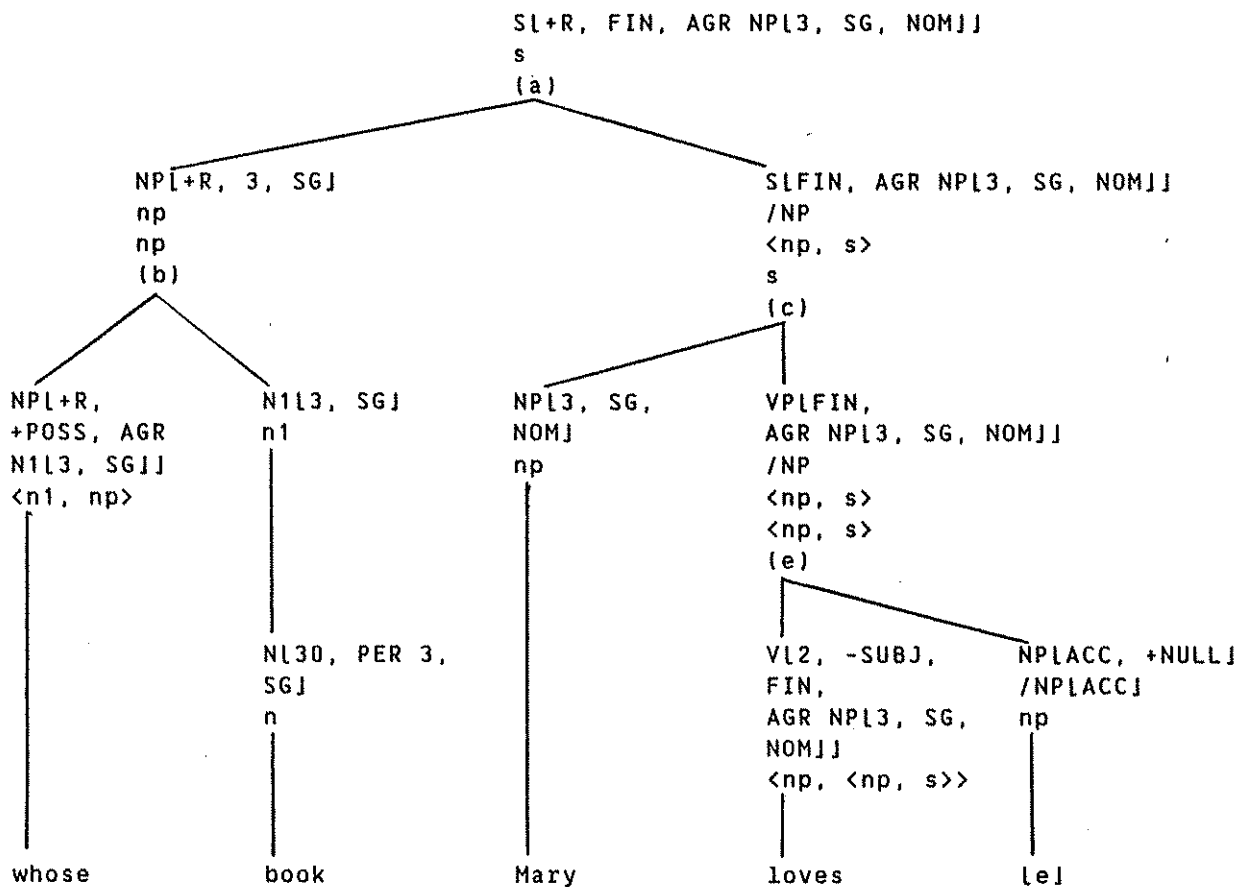 S[+R, FIN, AGR NP[3, SG, NOM]]
s
(a)
NP[+R, 3, SG]
np
np
(b)
S[FIN, AGR NP[3, SG, NOM]]
/NP
<np, s>
s
(c)
NP[+R,
+POSS, AGR
N1[3, SG]]
<n1, np>
N1[3, SG]
n1
NP[3, SG,
NOM]
np
VP[FIN,
AGR NP[3, SG, NOM]]
/NP
<np, s>
<np, s>
(e)
N[30, PER 3,
SG]
n
V[2, -SUBJ,
FIN,
AGR NP[3, SG,
NOM]]
<np, <np, s>>
NP[ACC, +NULL]
/NP[ACC]
np
whose book Mary loves [e]